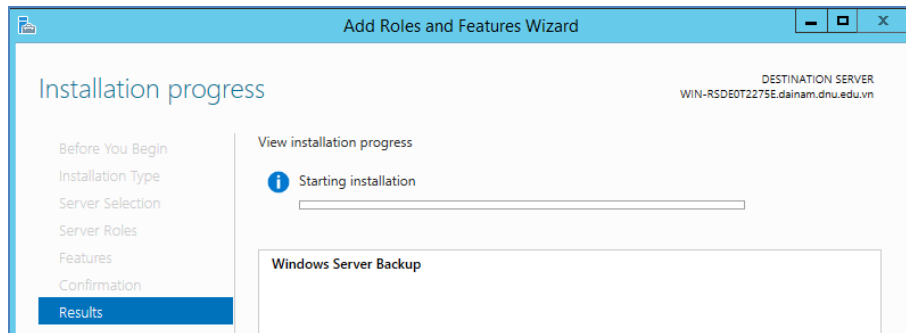 Add Roles and Features Wizard
Installation progress
DESTINATION SERVER
WIN-RSDE0T2275E.dainam.dnu.edu.vn
Before You Begin
Installation Type
Server Selection
Server Roles
Features
Confirmation
Results
View installation progress
Starting installation
Windows Server Backup